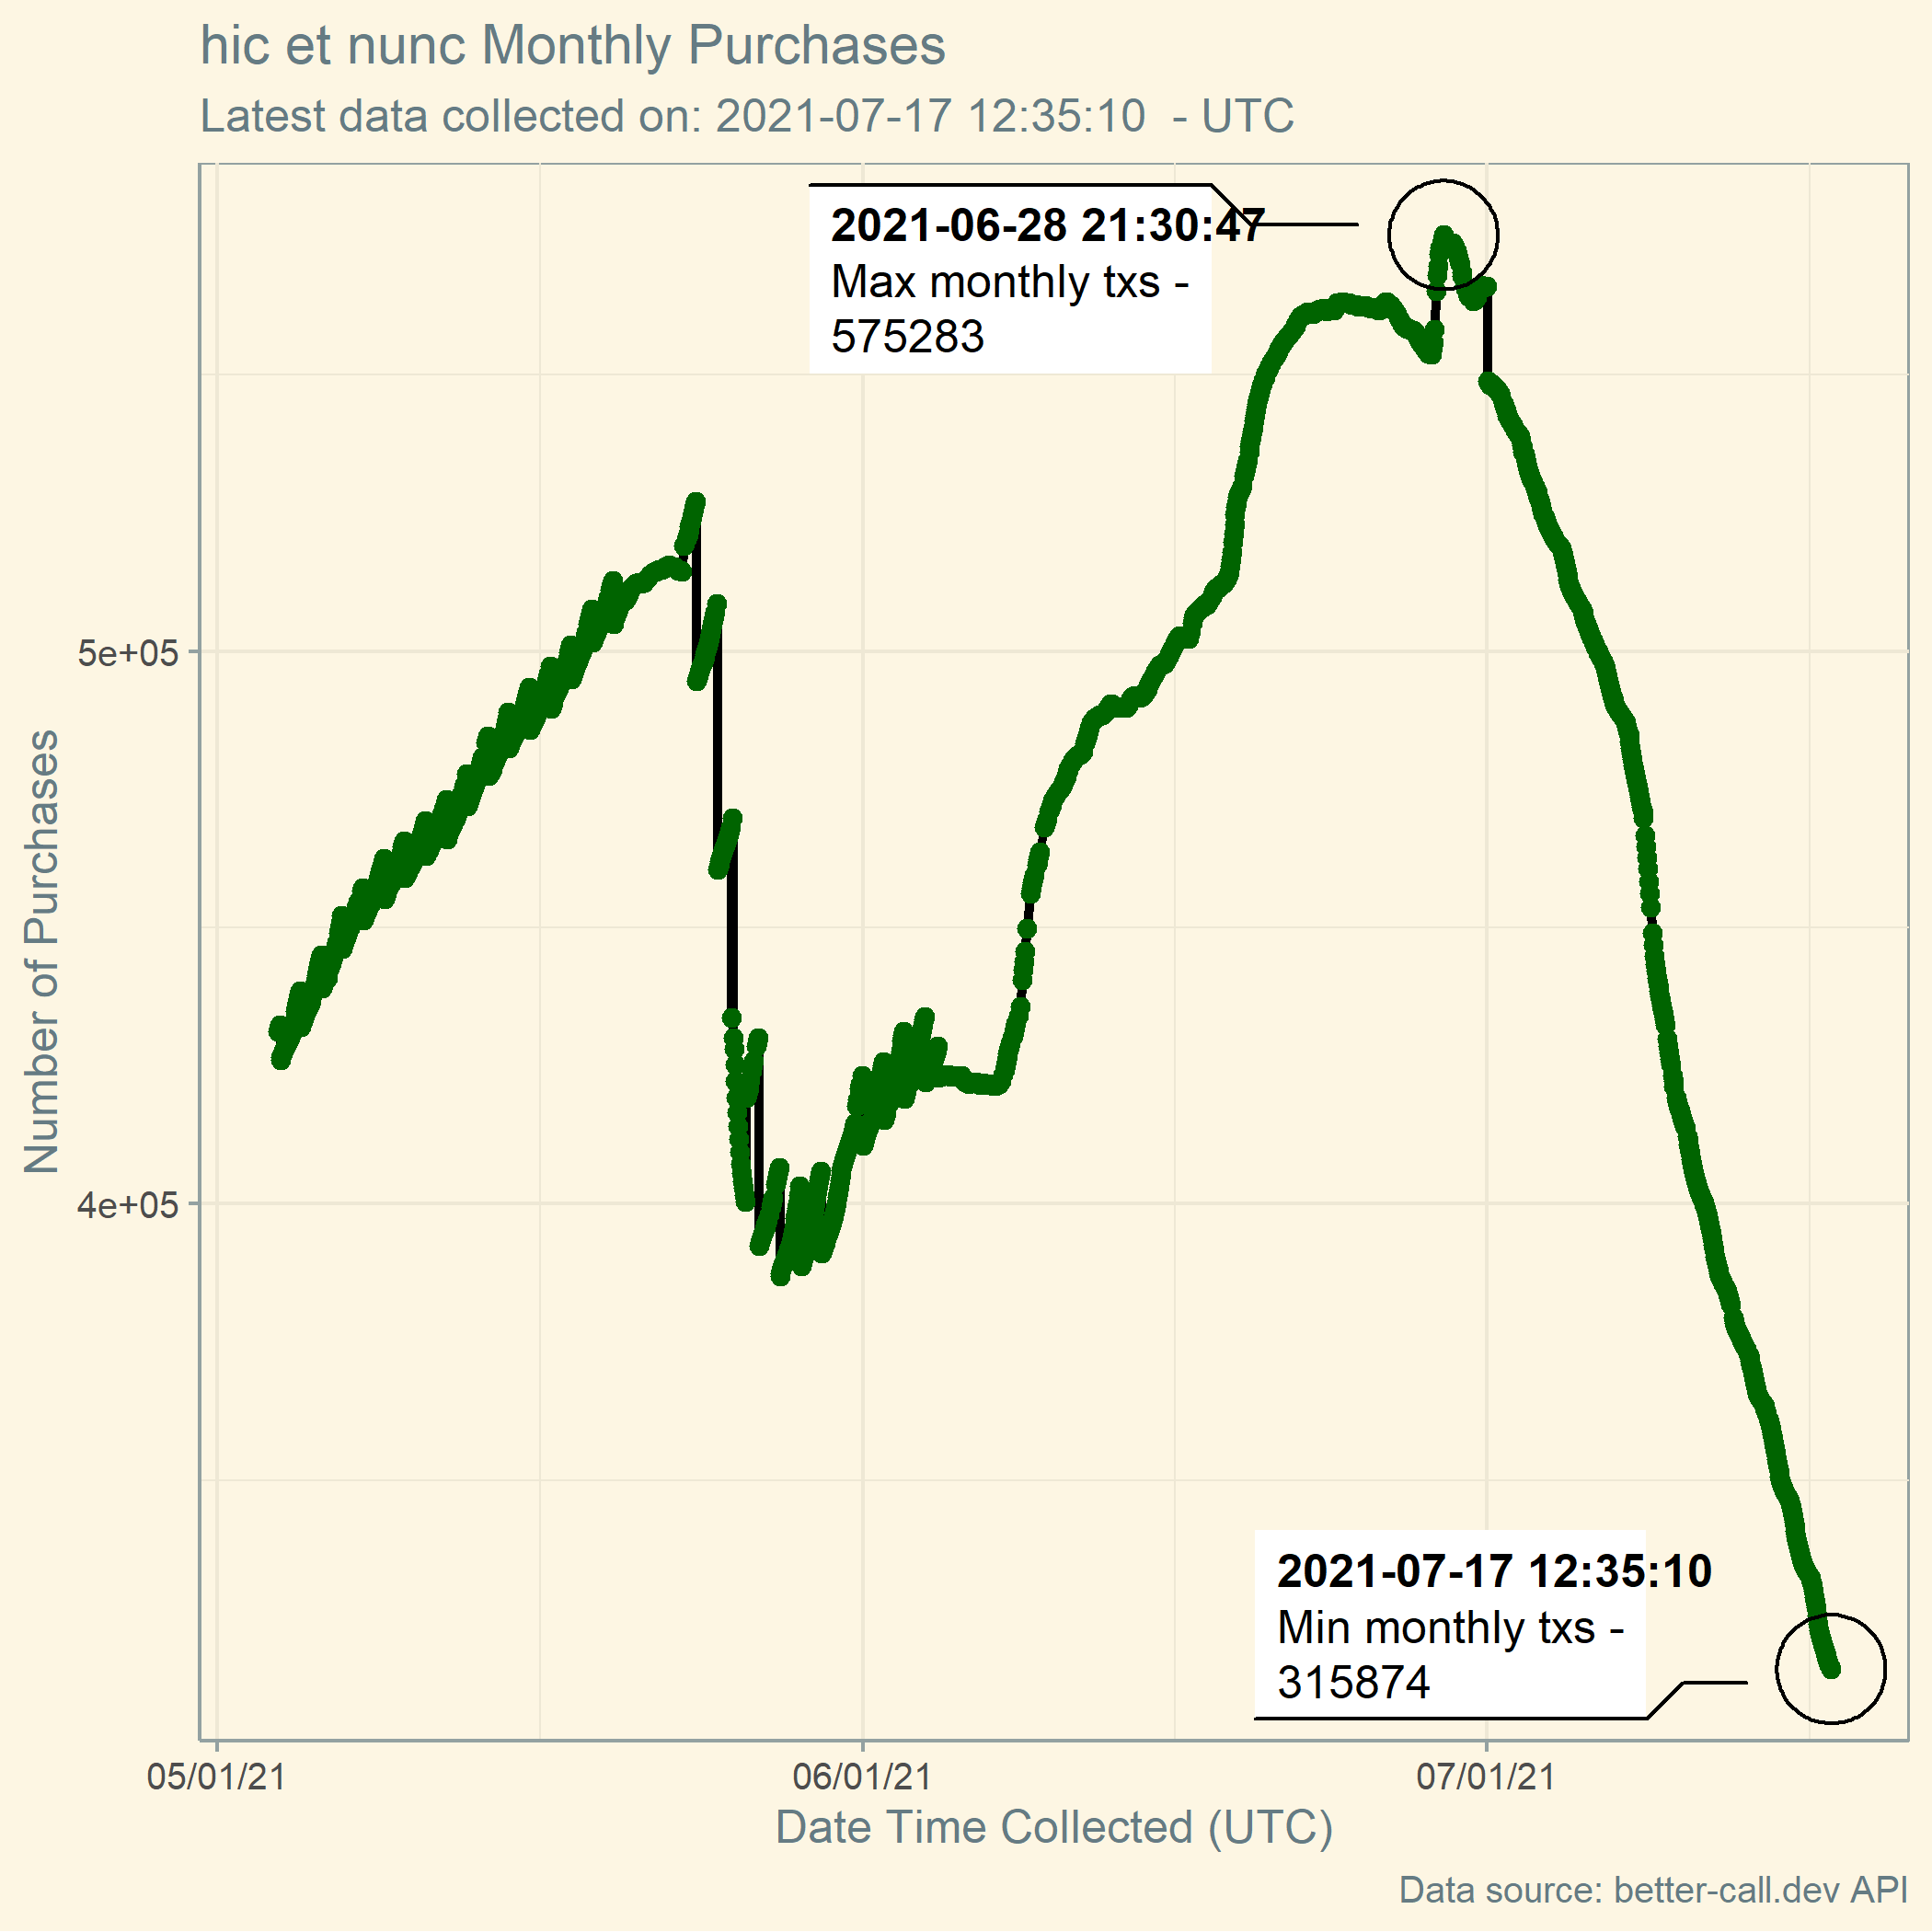 hic et nunc Monthly Purchases
Latest data collected on: 2021-07-17 12:35:10  - UTC
2021-06-28 21:30:47
Max monthly txs -
575283
5e+05
4e+05
Number of Purchases
2021-07-17 12:35:10
Min monthly txs -
315874
05/01/21
06/01/21
07/01/21
Date Time Collected (UTC)
Data source: better-call.dev API